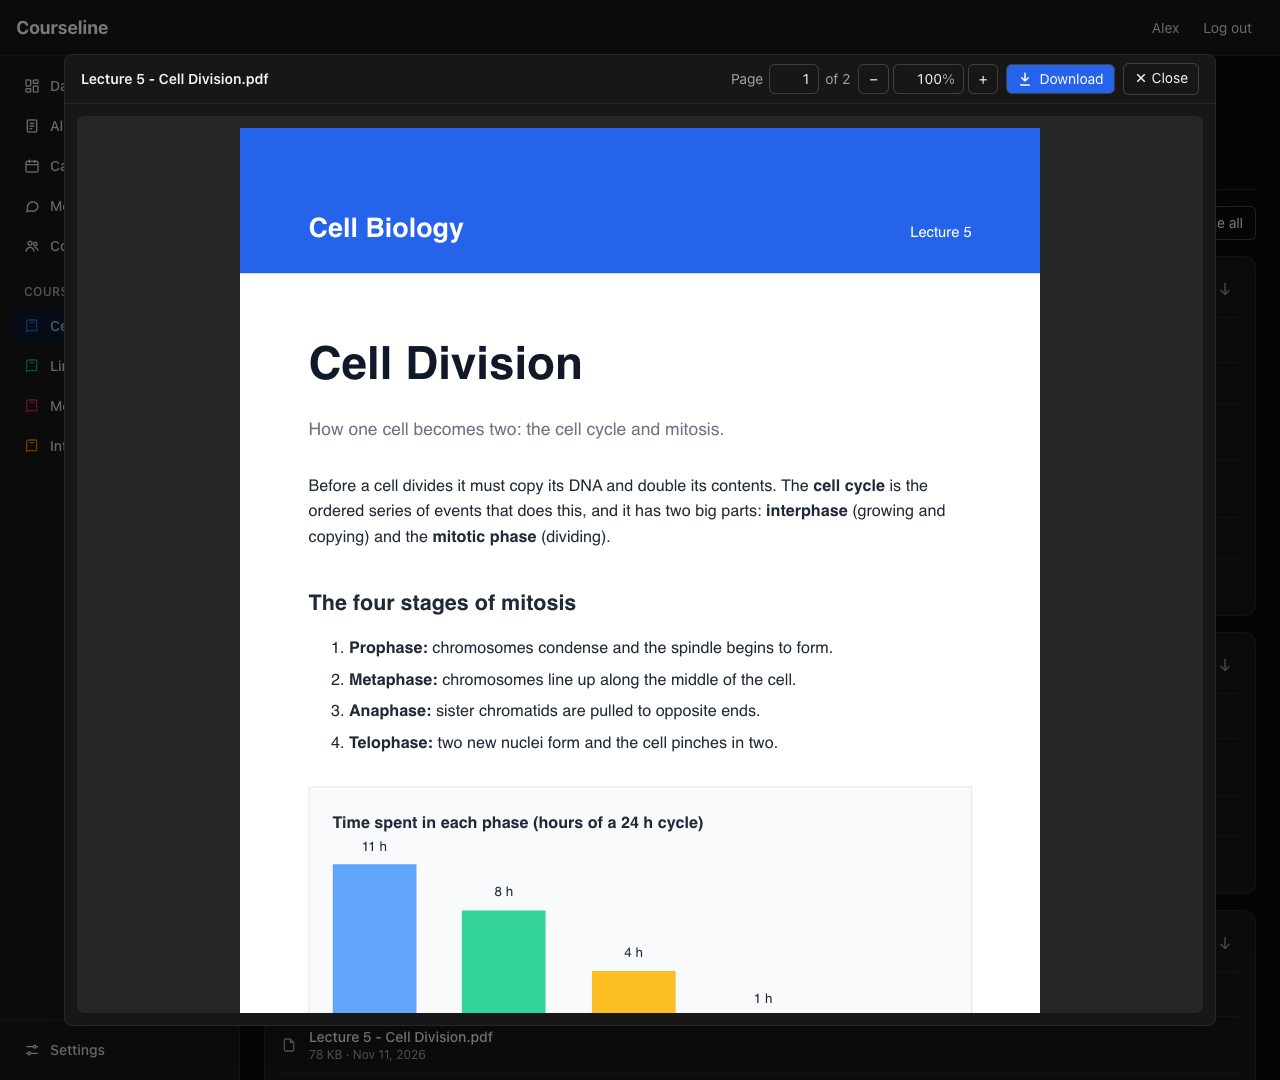 Courseline
Alex
Log out
Lecture 5 - Cell Division.pdf
Page 1 of 2
− 100% +
Download
✕ Close
Cell Biology
Lecture 5
Cell Division
How one cell becomes two: the cell cycle and mitosis.
Before a cell divides it must copy its DNA and double its contents. The cell cycle is the
ordered series of events that does this, and it has two big parts: interphase (growing and
copying) and the mitotic phase (dividing).
The four stages of mitosis
1. Prophase: chromosomes condense and the spindle begins to form.
2. Metaphase: chromosomes line up along the middle of the cell.
3. Anaphase: sister chromatids are pulled to opposite ends.
4. Telophase: two new nuclei form and the cell pinches in two.
Time spent in each phase (hours of a 24 h cycle)
11 h
8 h
4 h
1 h
all
Lecture 5 - Cell Division.pdf
78 KB · Nov 11, 2026
Settings